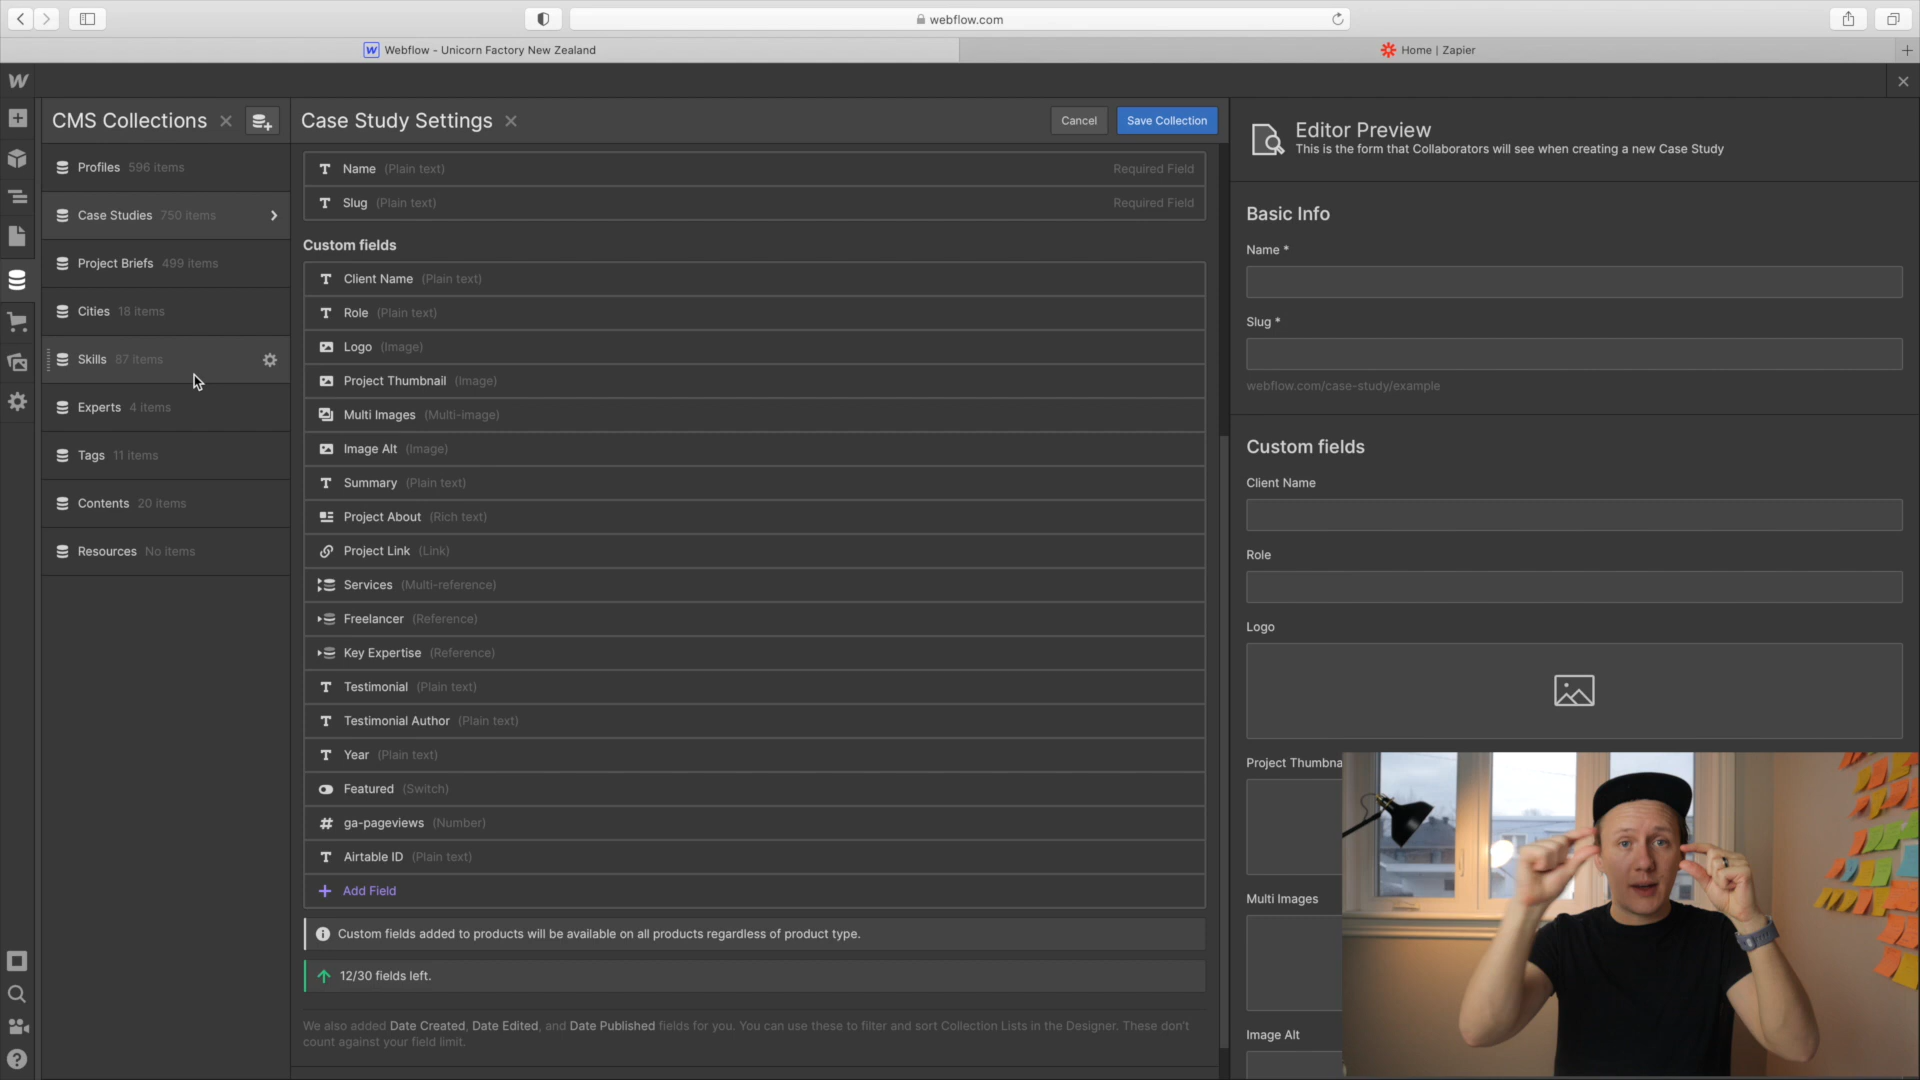 webflow.com
W Webflow - Unicorn Factory New Zealand
Home | Zapier
W
CMS Collections
Profiles 596 items
Case Studies 750 items
Project Briefs 499 items
Cities 18 items
Skills 87 items
Experts 4 items
Tags 11 items
Contents 20 items
Resources No items
Case Study Settings
Cancel
Save Collection
Name (Plain text) Required Field
Slug (Plain text) Required Field
Custom fields
Client Name (Plain text)
Role (Plain text)
Logo (Image)
Project Thumbnail (Image)
Multi Images (Multi-image)
Image Alt (Image)
Summary (Plain text)
Project About (Rich text)
Project Link (Link)
Services (Multi-reference)
Freelancer (Reference)
Key Expertise (Reference)
Testimonial (Plain text)
Testimonial Author (Plain text)
Year (Plain text)
Featured (Switch)
ga-pageviews (Number)
Airtable ID (Plain text)
+ Add Field
Custom fields added to products will be available on all products regardless of product type.
12/30 fields left.
We also added Date Created, Date Edited, and Date Published fields for you. You can use these to filter and sort Collection Lists in the Designer. These don't
count against your field limit.
Editor Preview
This is the form that Collaborators will see when creating a new Case Study
Basic Info
Name *
Slug *
webflow.com/case-study/example
Custom fields
Client Name
Role
Logo
Project Thumbna
Multi Images
Image Alt